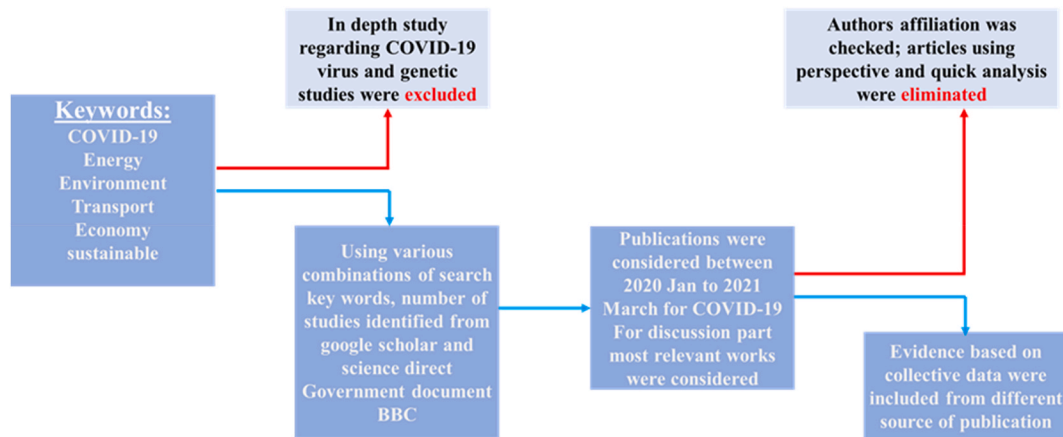 Keywords:
COVID-19
Energy
Environment
Transport
Economy
sustainable
In depth study
regarding COVID-19
virus and genetic
studies were excluded
Using various
combinations of search
key words, number of
studies identified from
google scholar and
science direct
Government document
BBC
Publications were
considered between
2020 Jan to 2021
March for COVID-19
For discussion part
most relevant works
were considered
Authors affiliation was
checked; articles using
perspective and quick analysis
were eliminated
Evidence based on
collective data were
included from different
source of publication